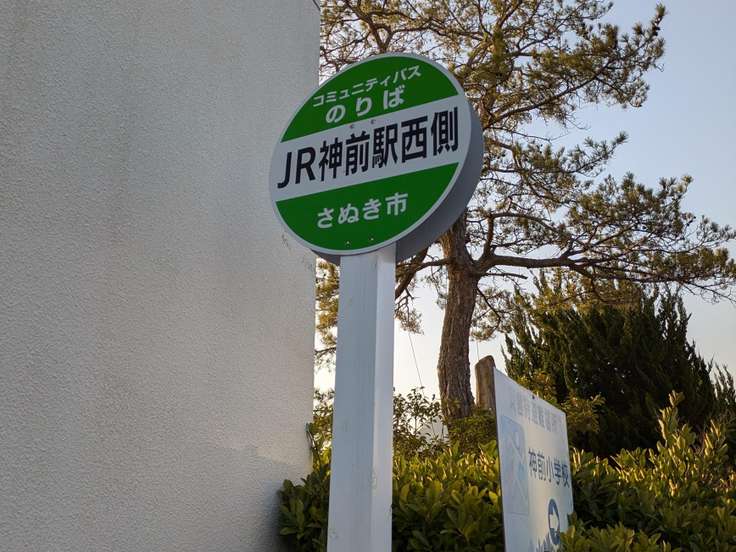 コミュニティバス
のりば
JR神前駅西側
さぬき市
神前小学校